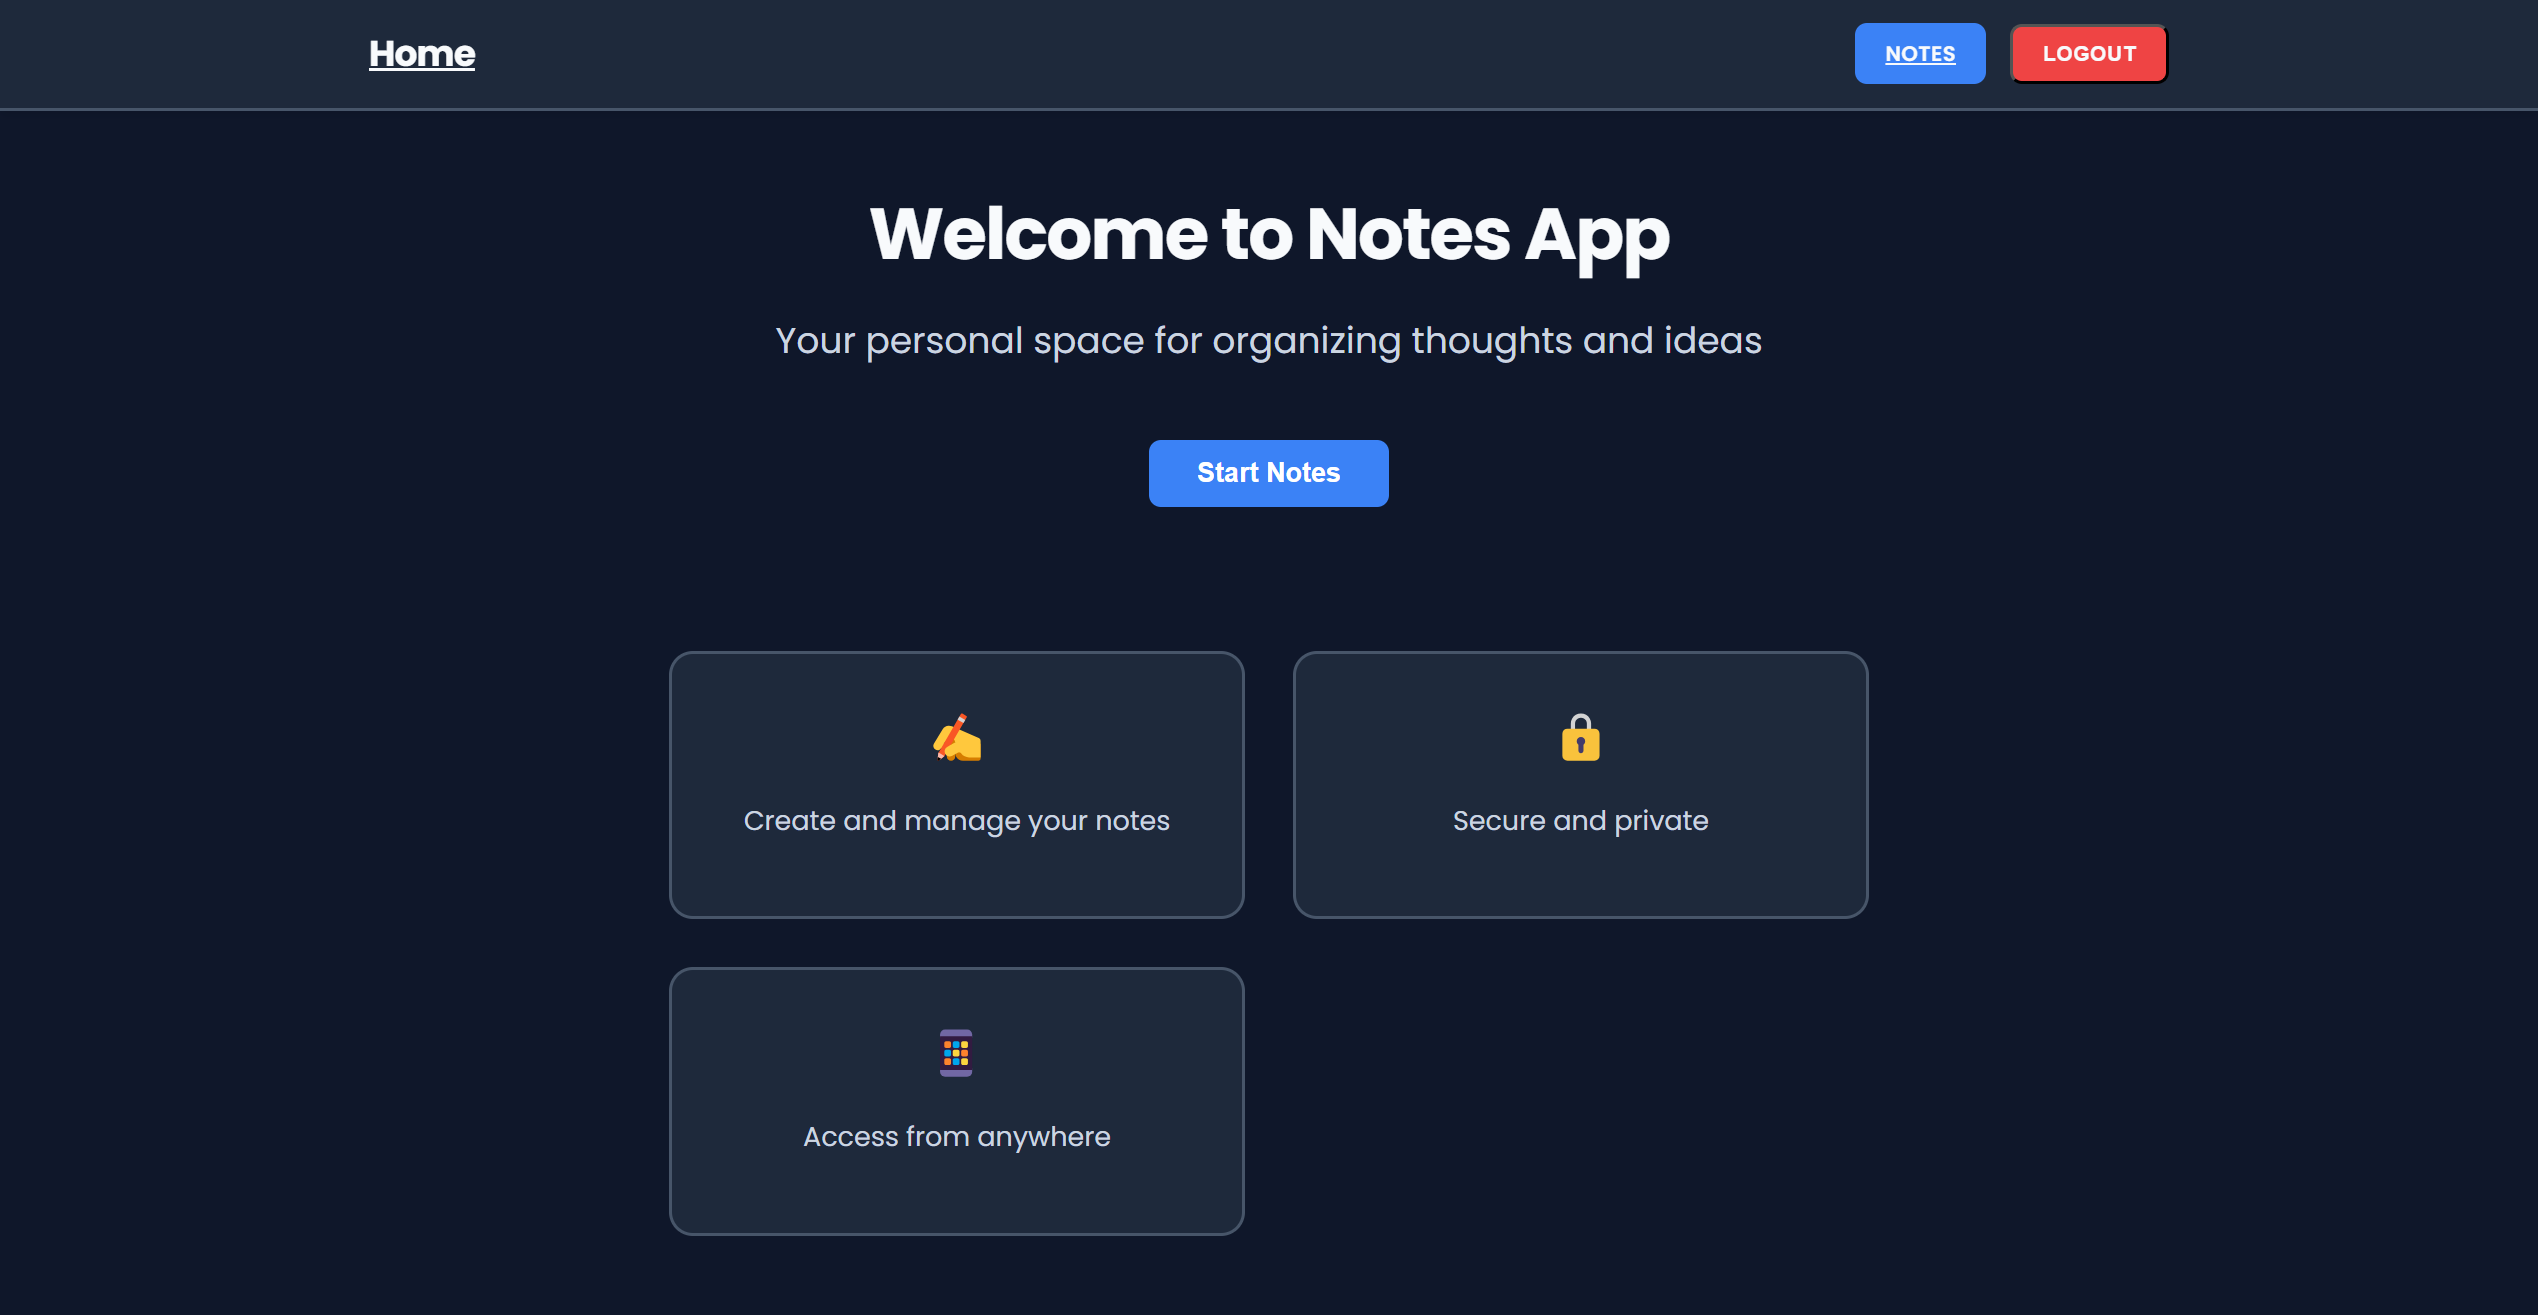 Home
NOTES
LOGOUT
Welcome to Notes App
Your personal space for organizing thoughts and ideas
Start Notes
Create and manage your notes
Secure and private
Access from anywhere